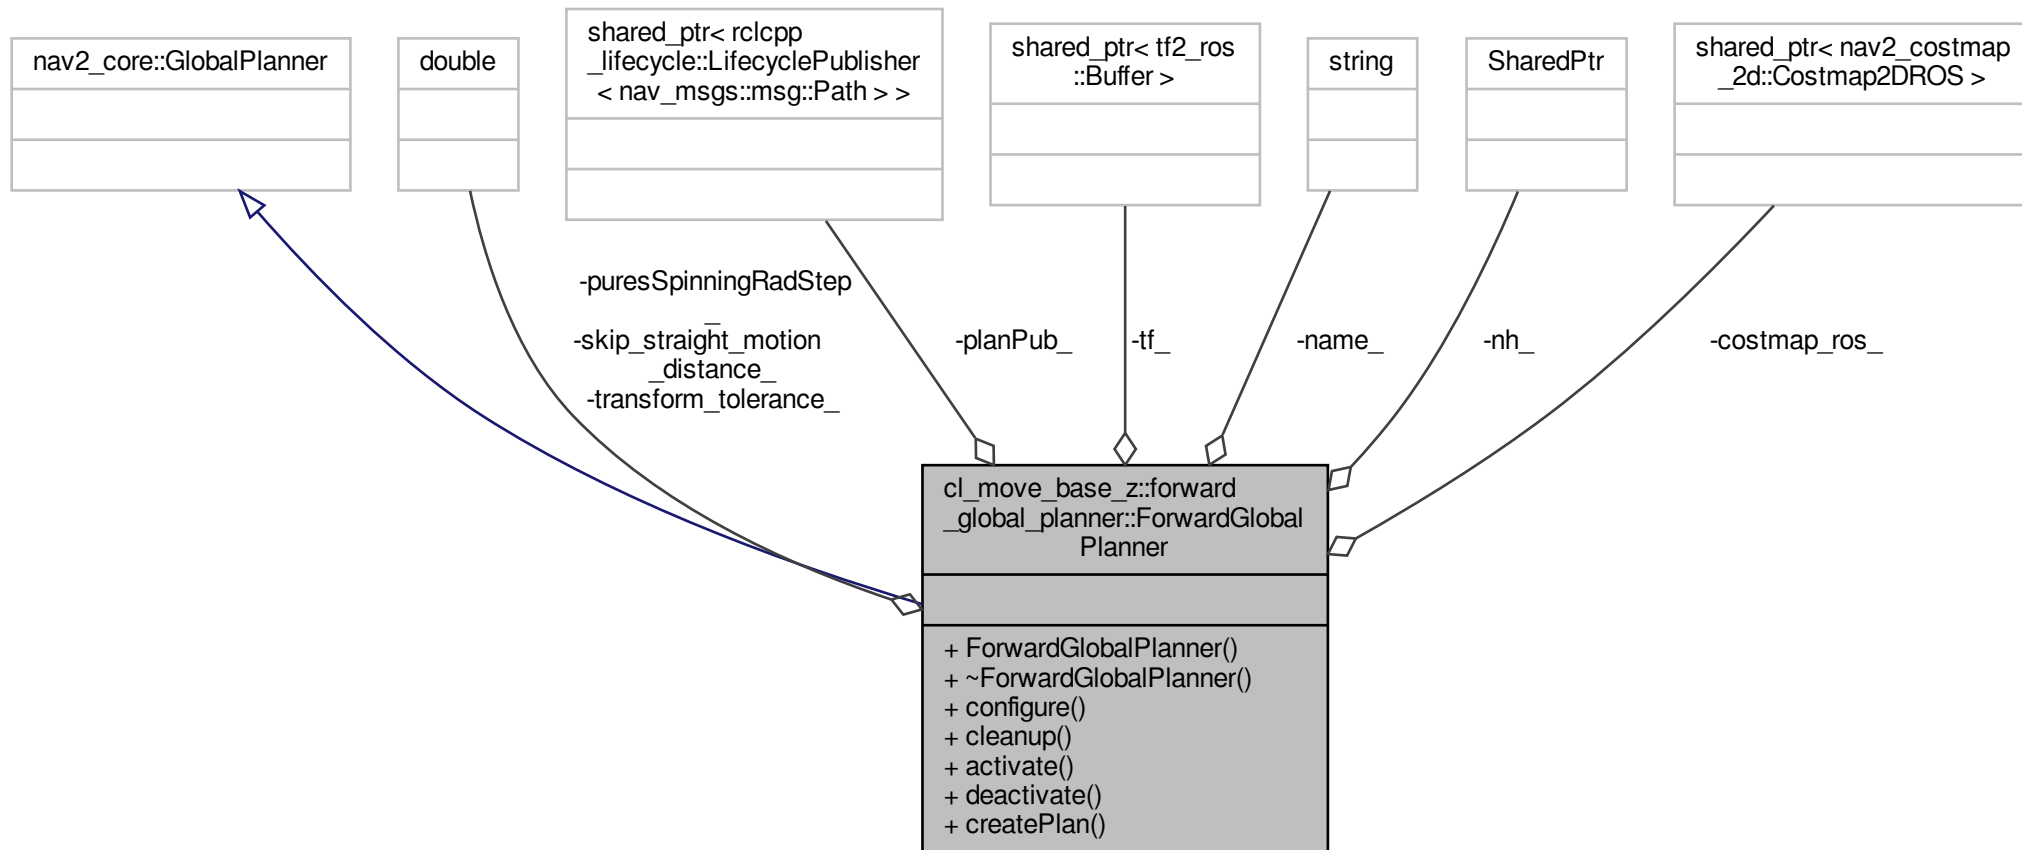 nav2_core::GlobalPlanner
double
shared_ptr< rclcpp
_lifecycle::LifecyclePublisher
< nav_msgs::msg::Path > >
shared_ptr< tf2_ros
::Buffer >
string
SharedPtr
shared_ptr< nav2_costmap
_2d::Costmap2DROS >
-puresSpinningRadStep
_
-skip_straight_motion
_distance_
-transform_tolerance_
-planPub_
-tf_
-name_
-nh_
-costmap_ros_
cl_move_base_z::forward
_global_planner::ForwardGlobal
Planner
+ ForwardGlobalPlanner()
+ ~ForwardGlobalPlanner()
+ configure()
+ cleanup()
+ activate()
+ deactivate()
+ createPlan()